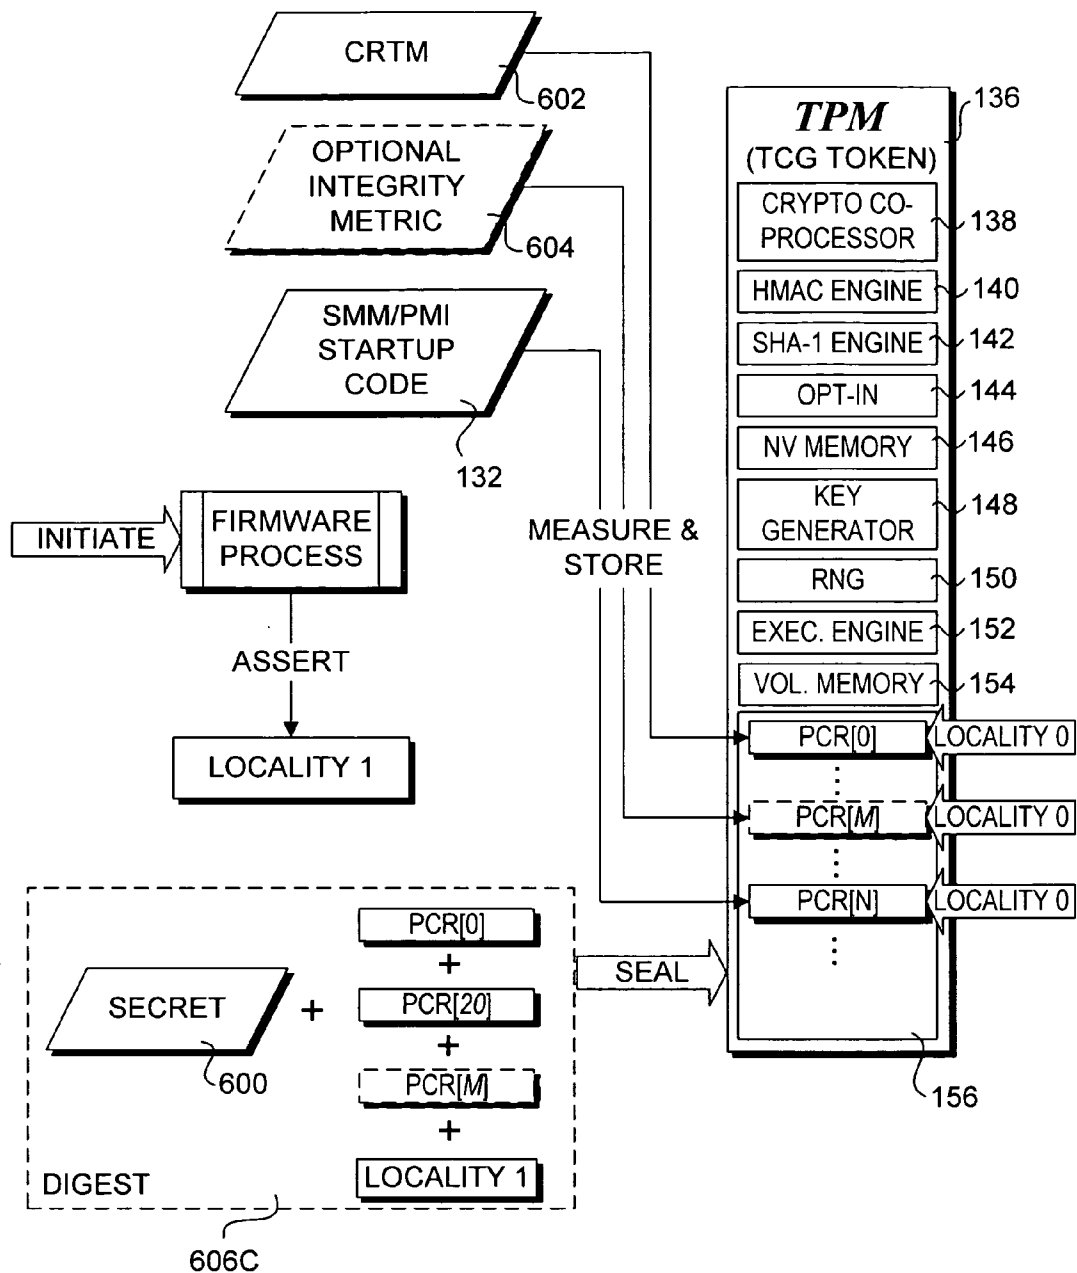 CRTM
602
OPTIONAL
INTEGRITY
METRIC
604
SMM/PMI
STARTUP
CODE
132
INITIATE
FIRMWARE
PROCESS
ASSERT
LOCALITY 1
MEASURE &
STORE
TPM
(TCG TOKEN)
136
CRYPTO CO-
PROCESSOR
138
HMAC ENGINE
140
SHA-1 ENGINE
142
OPT-IN
144
NV MEMORY
146
KEY
GENERATOR
148
RNG
150
EXEC. ENGINE
152
VOL. MEMORY
154
PCR[0]
LOCALITY 0
PCR[M]
LOCALITY 0
PCR[N]
LOCALITY 0
156
SECRET
600
+
PCR[0]
+
PCR[20]
+
PCR[M]
+
LOCALITY 1
DIGEST
606C
SEAL